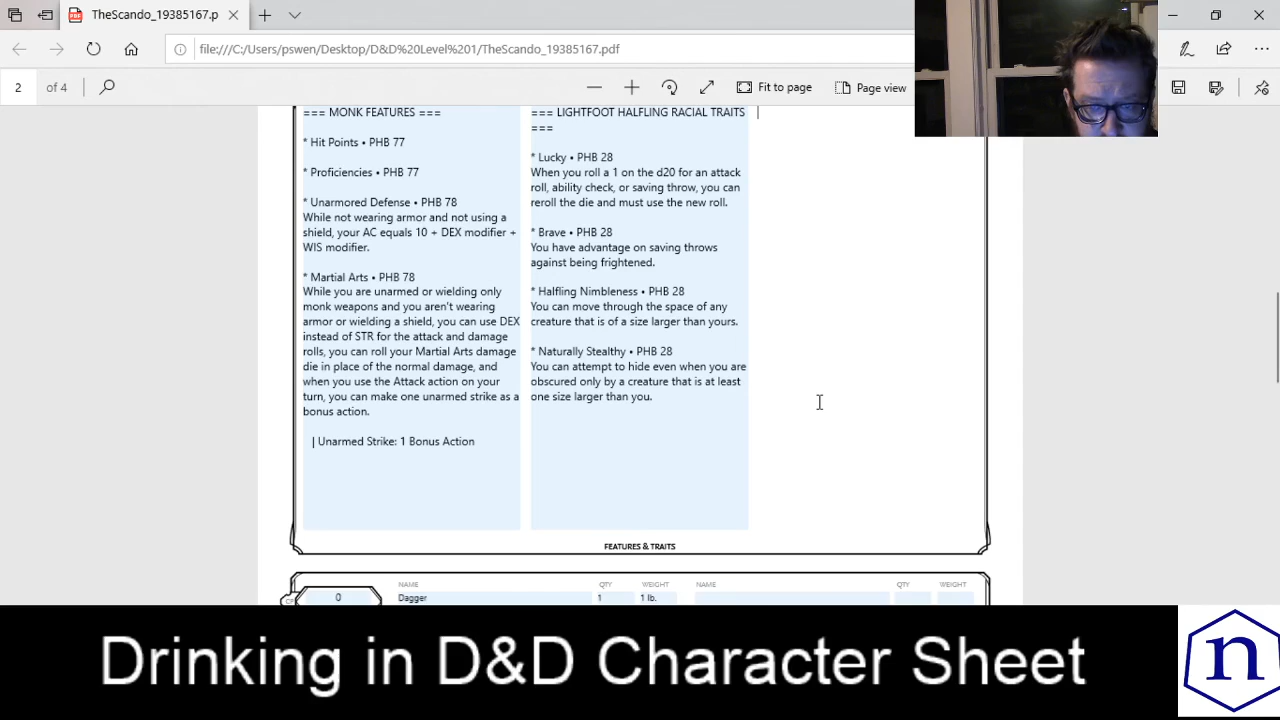 TheScando_19385167.p
file:///C:/Users/pswen/Desktop/D&D%20Level%201/TheScando_19385167.pdf
2 of 4
Fit to page
Page view
=== MONK FEATURES ===
* Hit Points • PHB 77
* Proficiencies • PHB 77
* Unarmored Defense • PHB 78
While not wearing armor and not using a
shield, your AC equals 10 + DEX modifier +
WIS modifier.
* Martial Arts • PHB 78
While you are unarmed or wielding only
monk weapons and you aren't wearing
armor or wielding a shield, you can use DEX
instead of STR for the attack and damage
rolls, you can roll your Martial Arts damage
die in place of the normal damage, and
when you use the Attack action on your
turn, you can make one unarmed strike as a
bonus action.
| Unarmed Strike: 1 Bonus Action
=== LIGHTFOOT HALFLING RACIAL TRAITS
===
* Lucky • PHB 28
When you roll a 1 on the d20 for an attack
roll, ability check, or saving throw, you can
reroll the die and must use the new roll.
* Brave • PHB 28
You have advantage on saving throws
against being frightened.
* Halfling Nimbleness • PHB 28
You can move through the space of any
creature that is of a size larger than yours.
* Naturally Stealthy • PHB 28
You can attempt to hide even when you are
obscured only by a creature that is at least
one size larger than you.
FEATURES & TRAITS
NAME QTY WEIGHT NAME QTY WEIGHT
CP 0 Dagger 1 1 lb.
Drinking in D&D Character Sheet
n